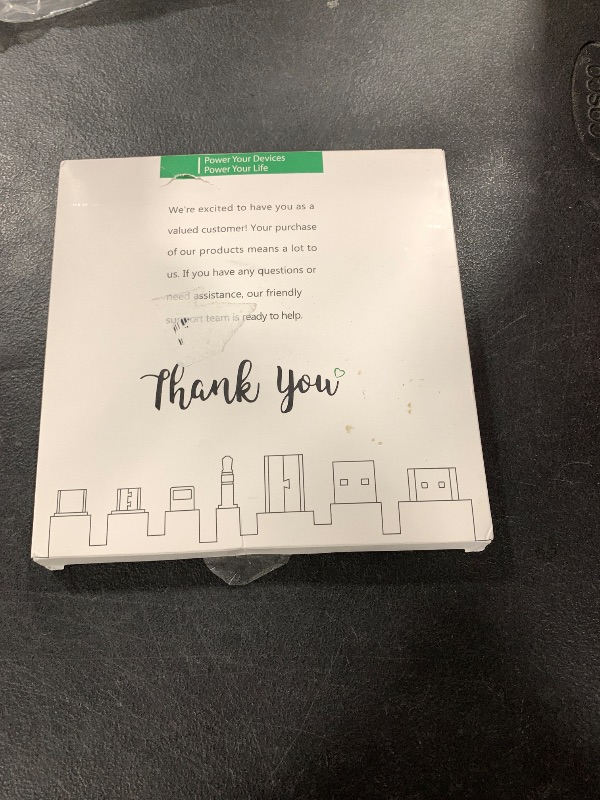 Power Your Devices
Power Your Life
We're excited to have you as a
valued customer! Your purchase
of our products means a lot to
us. If you have any questions or
need assistance, our friendly
support team is ready to help.
Thank You